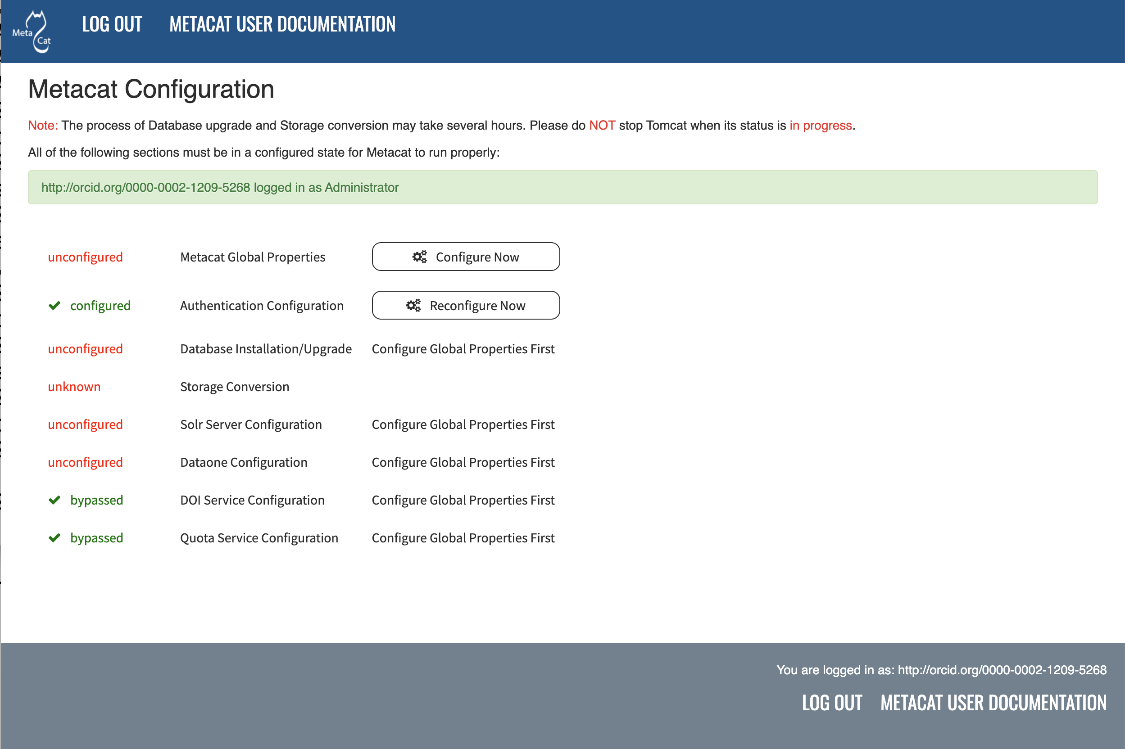 Meta
Cat
LOG OUT METACAT USER DOCUMENTATION
Metacat Configuration
Note: The process of Database upgrade and Storage conversion may take several hours. Please do NOT stop Tomcat when its status is in progress.
All of the following sections must be in a configured state for Metacat to run properly:
http://orcid.org/0000-0002-1209-5268 logged in as Administrator
unconfigured Metacat Global Properties Configure Now
configured Authentication Configuration Reconfigure Now
unconfigured Database Installation/Upgrade Configure Global Properties First
unknown Storage Conversion
unconfigured Solr Server Configuration Configure Global Properties First
unconfigured Dataone Configuration Configure Global Properties First
bypassed DOI Service Configuration Configure Global Properties First
bypassed Quota Service Configuration Configure Global Properties First
You are logged in as: http://orcid.org/0000-0002-1209-5268
LOG OUT METACAT USER DOCUMENTATION